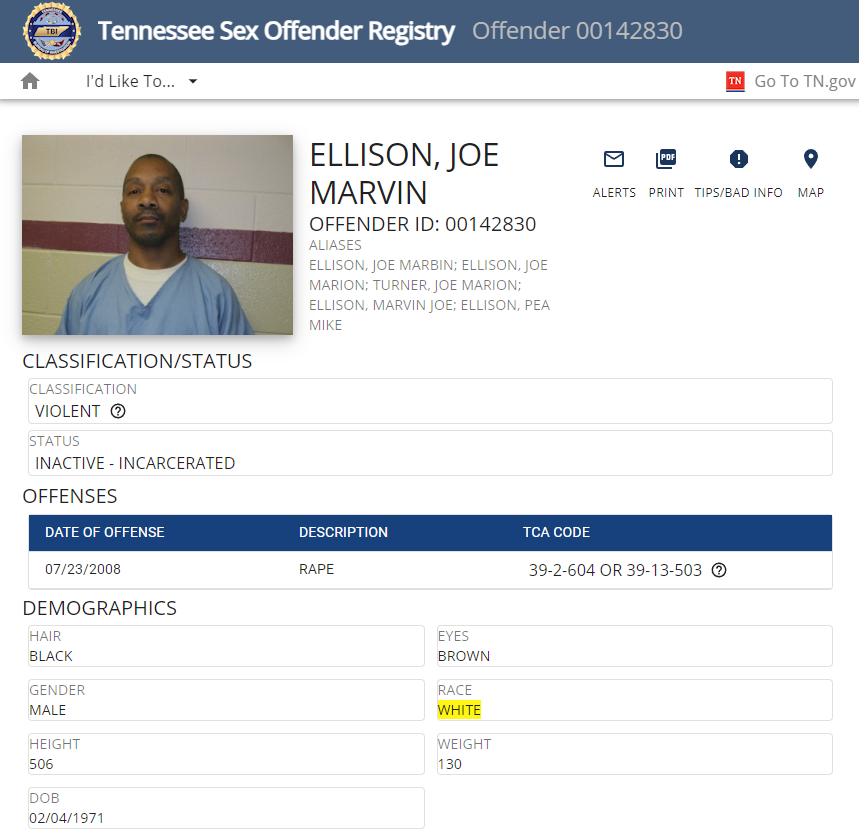 TBI
Tennessee Sex Offender Registry Offender 00142830
I'd Like To...
TN Go To TN.gov
ELLISON, JOE
MARVIN
OFFENDER ID: 00142830
ALIASES
ELLISON, JOE MARBIN; ELLISON, JOE
MARION; TURNER, JOE MARION;
ELLISON, MARVIN JOE; ELLISON, PEA
MIKE
PDF
ALERTS PRINT TIPS/BAD INFO MAP
CLASSIFICATION/STATUS
CLASSIFICATION
VIOLENT ?
STATUS
INACTIVE - INCARCERATED
OFFENSES
DATE OF OFFENSE DESCRIPTION TCA CODE
07/23/2008 RAPE 39-2-604 OR 39-13-503 ?
DEMOGRAPHICS
HAIR EYES
BLACK BROWN
GENDER RACE
MALE WHITE
HEIGHT WEIGHT
506 130
DOB
02/04/1971